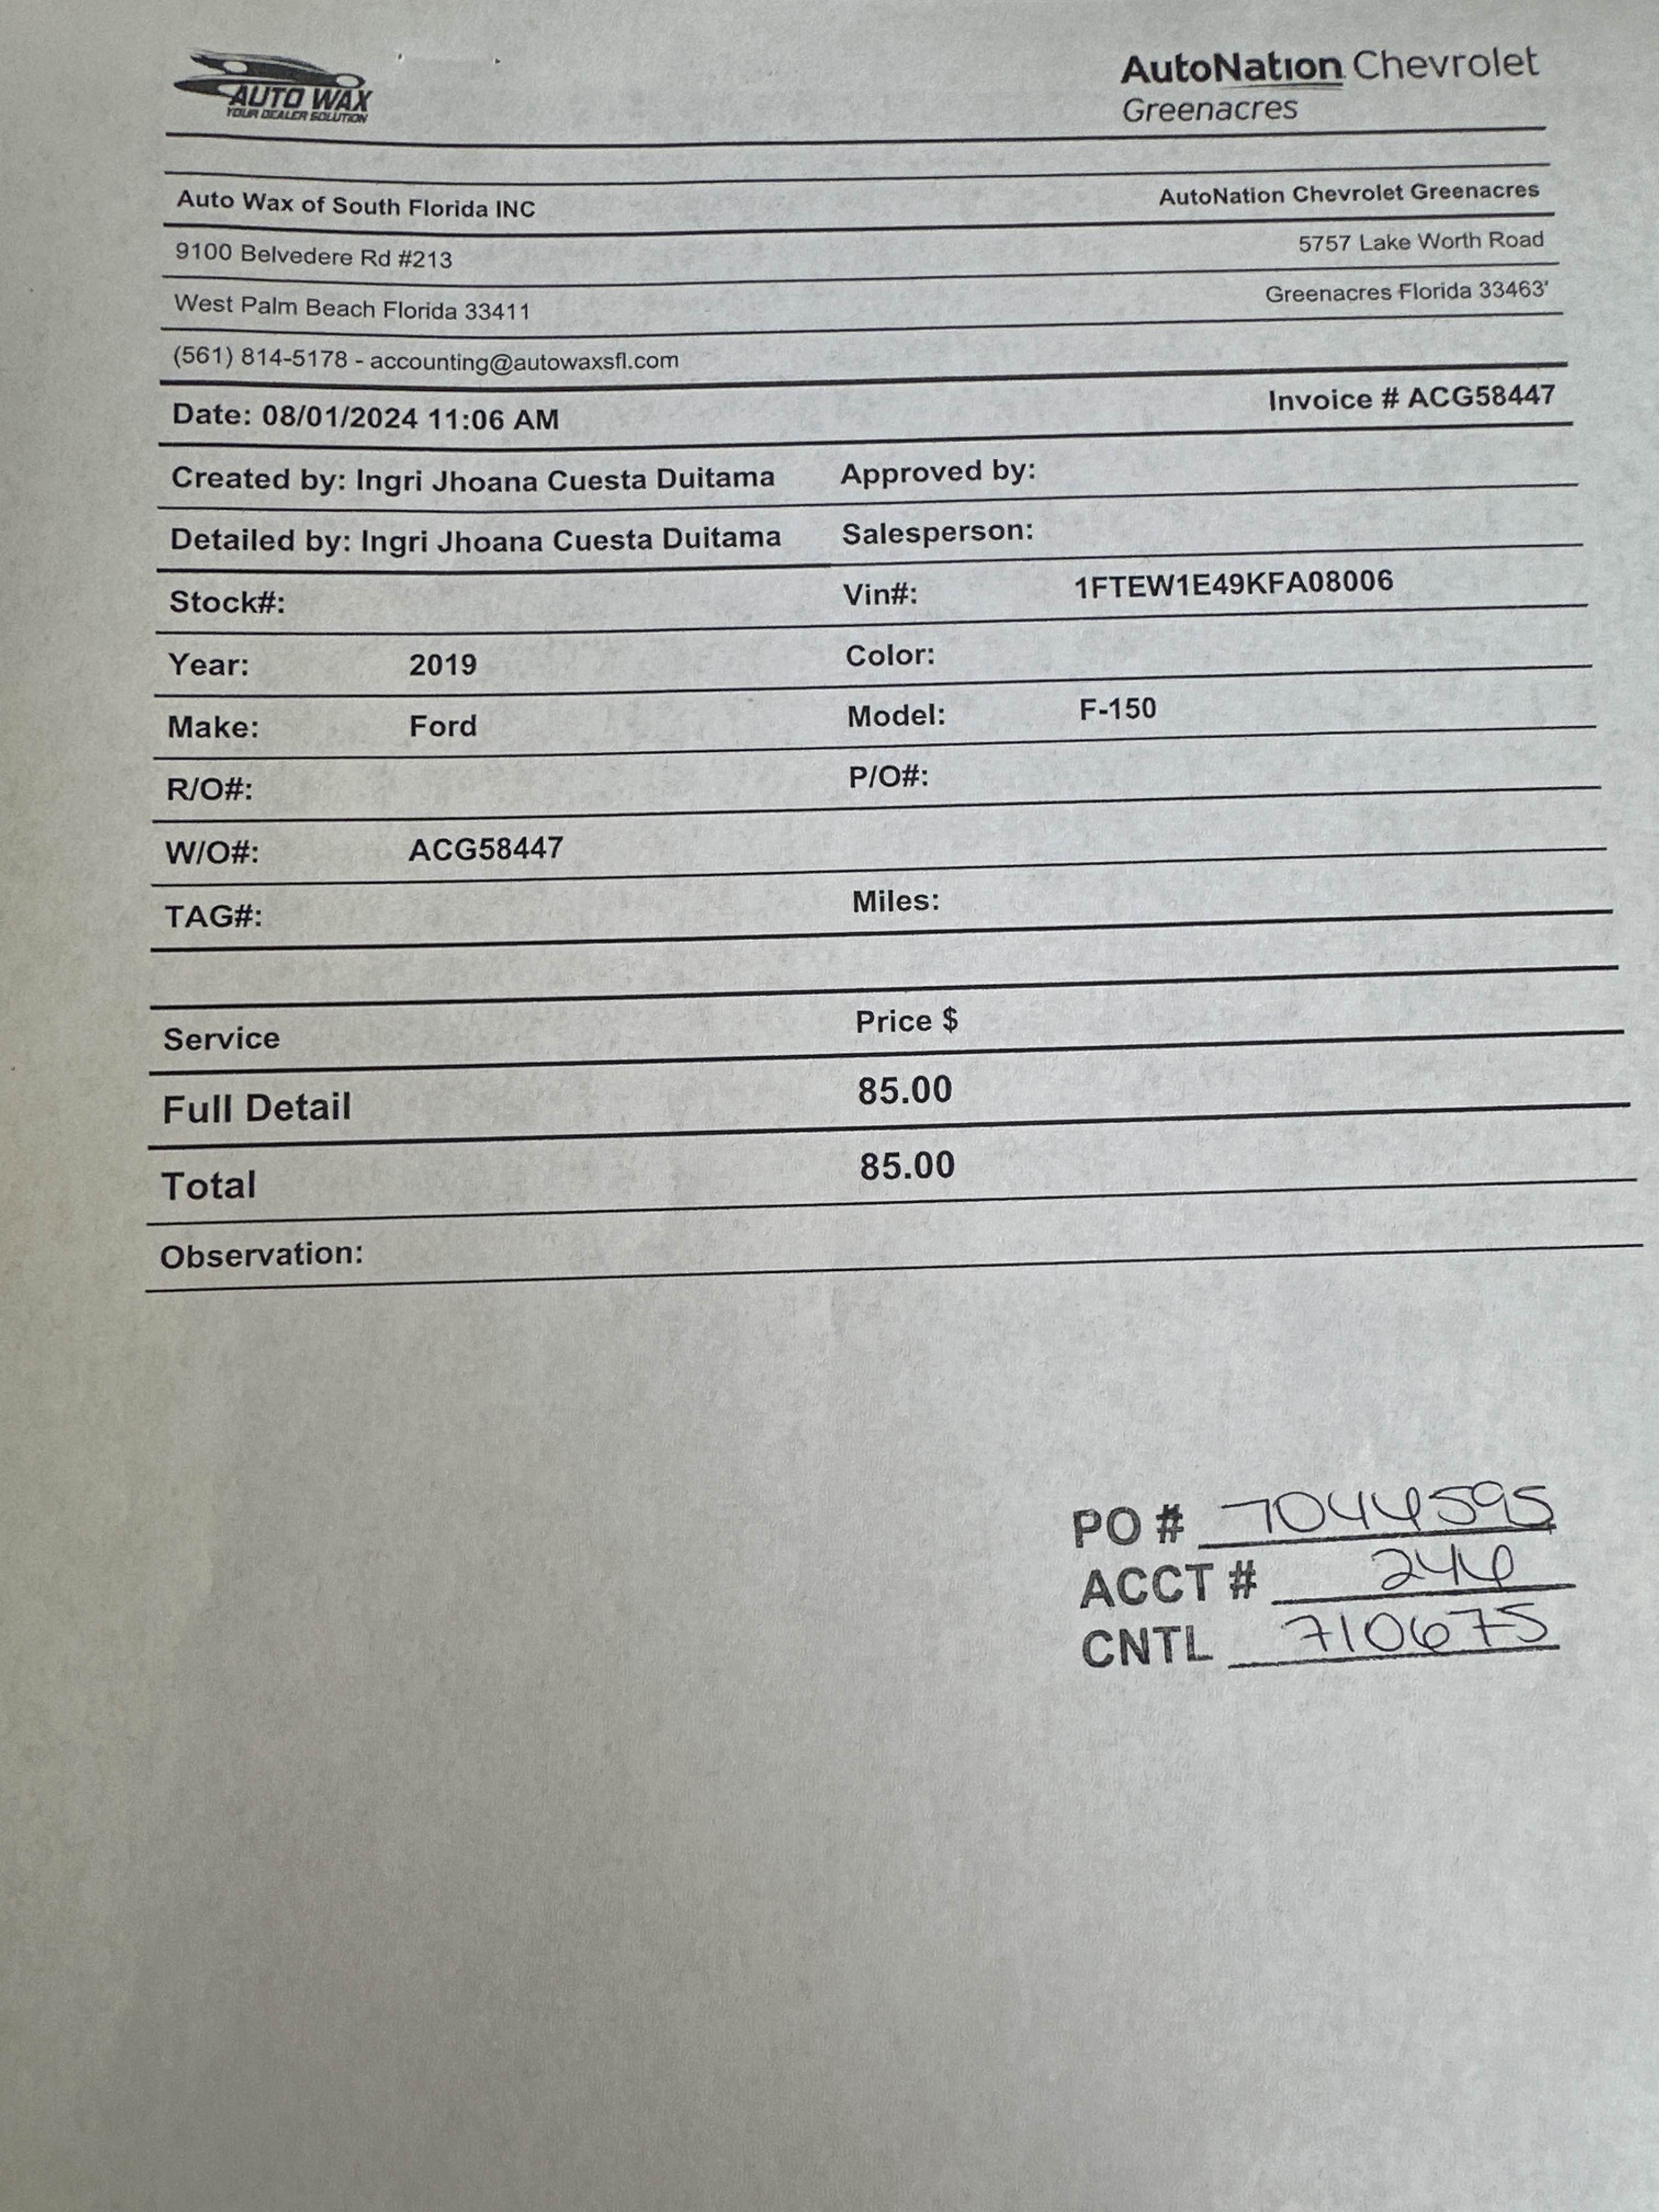 AUTO WAX
YOUR DEALER SOLUTION
AutoNation Chevrolet
Greenacres
Auto Wax of South Florida INC
AutoNation Chevrolet Greenacres
9100 Belvedere Rd #213
5757 Lake Worth Road
West Palm Beach Florida 33411
Greenacres Florida 33463'
(561) 814-5178 - accounting@autowaxsfl.com
Date: 08/01/2024 11:06 AM
Invoice # ACG58447
Created by: Ingri Jhoana Cuesta Duitama Approved by:
Detailed by: Ingri Jhoana Cuesta Duitama Salesperson:
Stock#: Vin#: 1FTEW1E49KFA08006
Year: 2019 Color:
Make: Ford Model: F-150
R/O#: P/O#:
W/O#: ACG58447
TAG#: Miles:
Service Price $
Full Detail 85.00
Total 85.00
Observation:
PO # 7044595
ACCT #
CNTL 710675